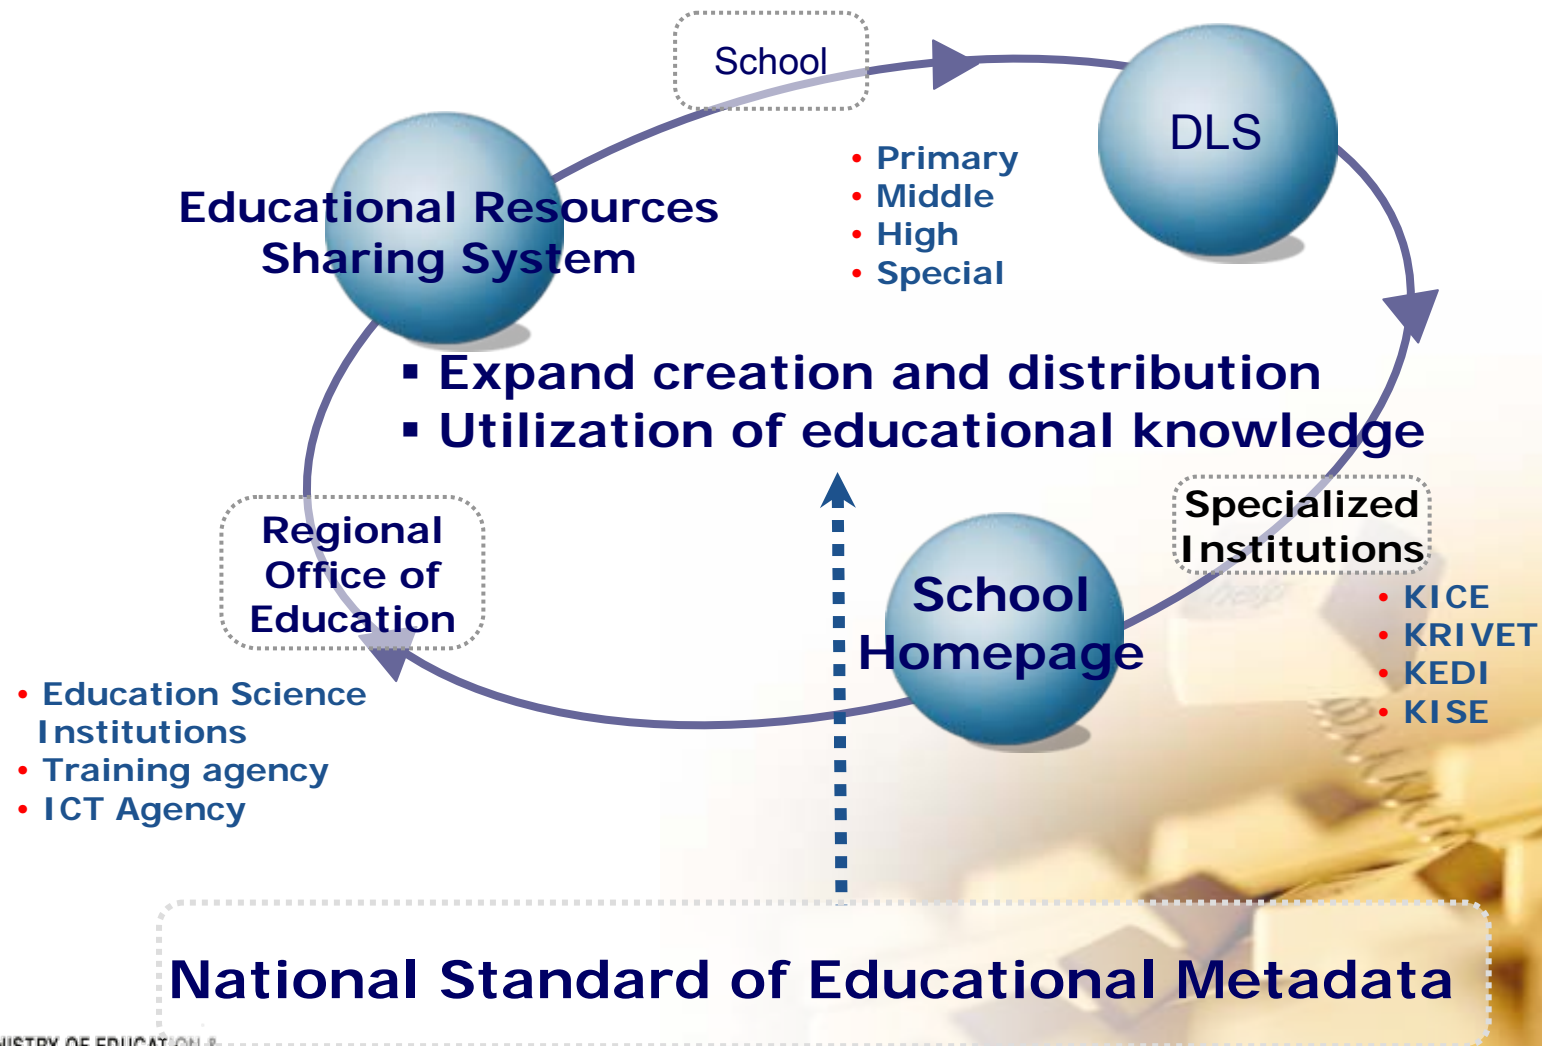 School
DLS
• Primary
• Middle
• High
• Special
Educational Resources
Sharing System
▪ Expand creation and distribution
▪ Utilization of educational knowledge
Specialized
Institutions
• KICE
• KRIVET
• KEDI
• KISE
Regional
Office of
Education
School
Homepage
• Education Science
Institutions
• Training agency
• ICT Agency
National Standard of Educational Metadata
OF EDUCATION &